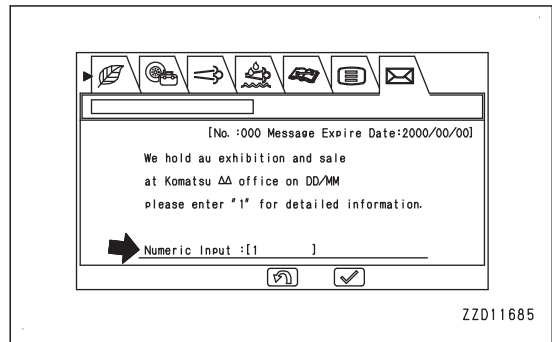 [No. :000 Message Expire Date:2000/00/00]
We hold au exhibition and sale
at Komatsu ΔΔ office on DD/MM
please enter "1" for detailed information.
Numeric Input :[1 ]
ZZD11685